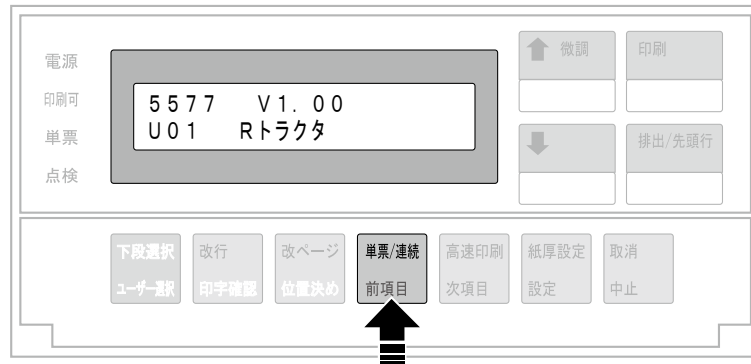 電源
印刷可
単票
点検
5577 V1.00
U01 Rトラクタ
微調
印刷
排出/先頭行
下段選択
ユーザー選択
改行
印字確認
改ページ
位置決め
単票/連続
前項目
高速印刷
次項目
紙厚設定
設定
取消
中止